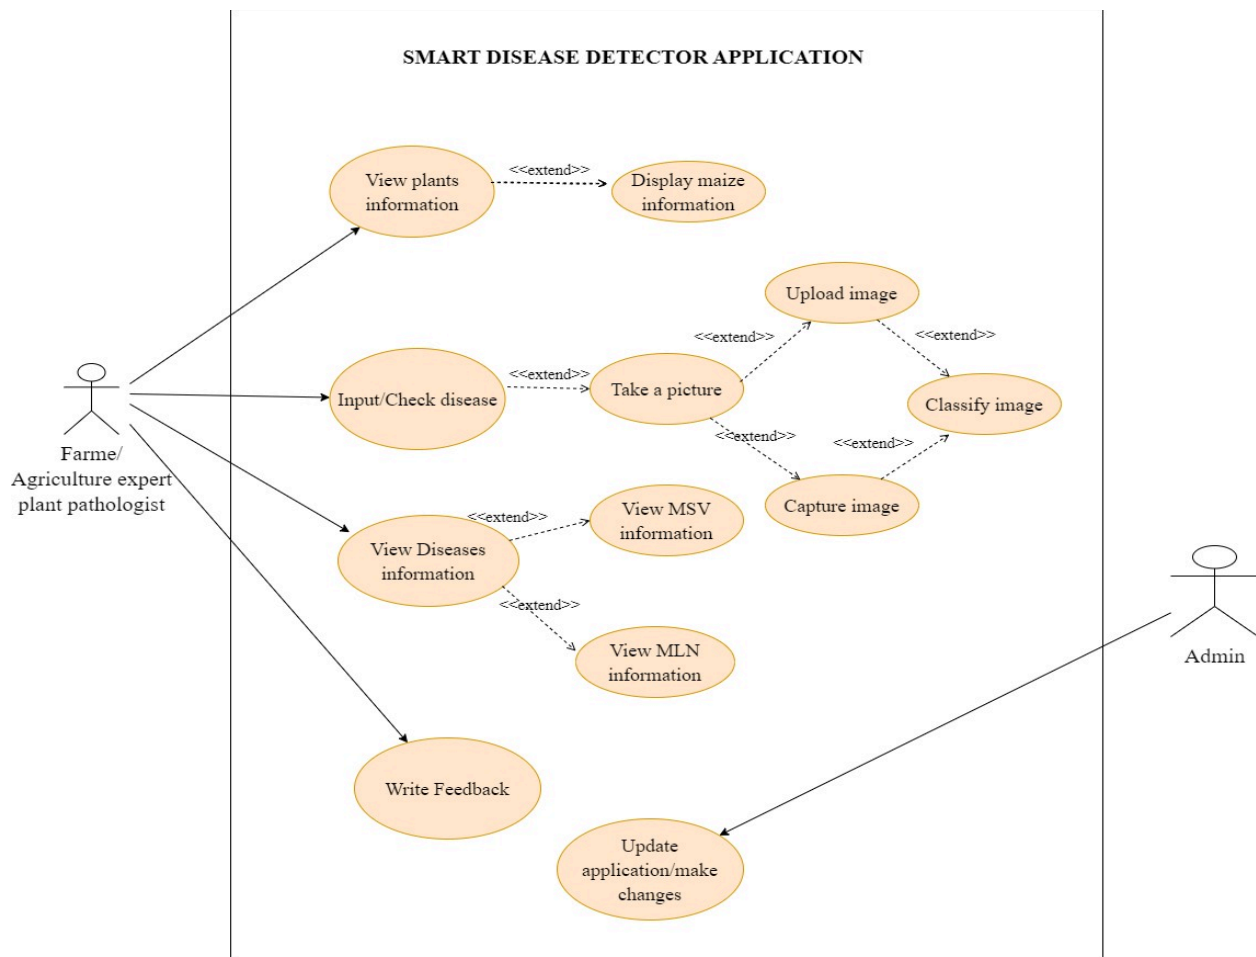 SMART DISEASE DETECTOR APPLICATION
View plants
information
<<extend>>
Display maize
information
Upload image
<<extend>>
<<extend>>
Input/Check disease
<<extend>>
Take a picture
Classify image
<<extend>>
<<extend>>
Capture image
Farme/
Agriculture expert
plant pathologist
View Diseases
information
<<extend>>
View MSV
information
<<extend>>
View MLN
information
Admin
Write Feedback
Update
application/make
changes